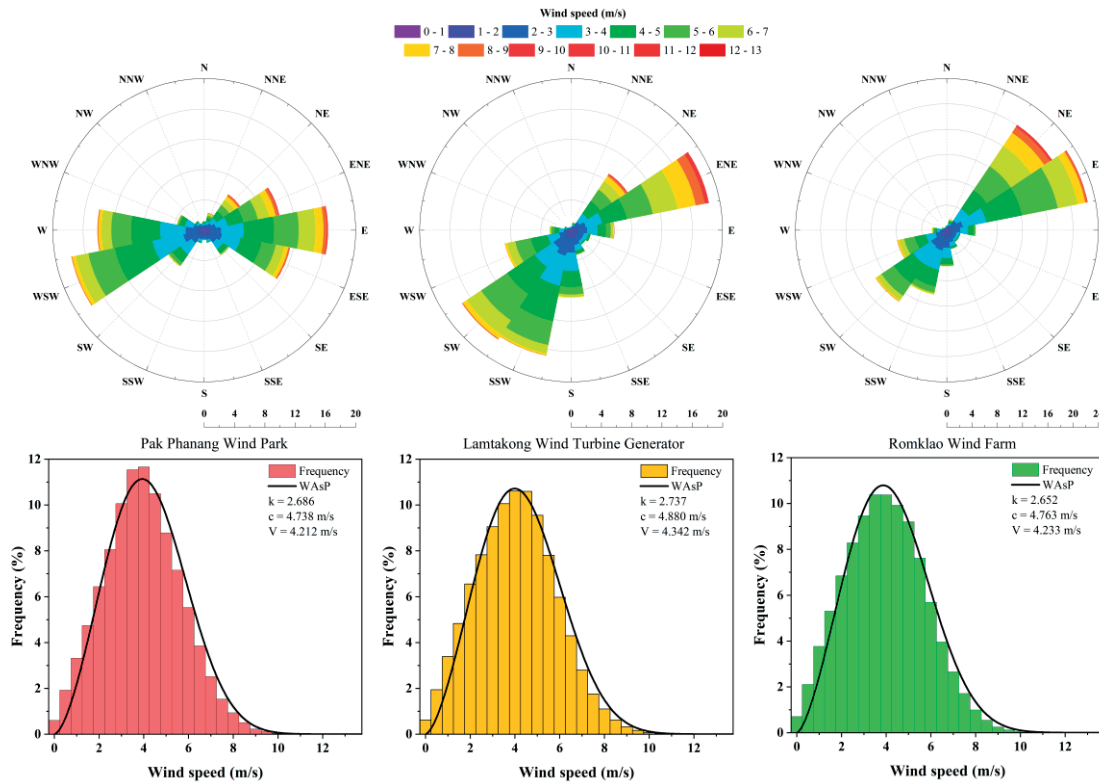 Wind speed (m/s)
0 - 1 1 - 2 2 - 3 3 - 4 4 - 5 5 - 6 6 - 7
7 - 8 8 - 9 9 - 10 10 - 11 11 - 12 12 - 13
N
NNE
NE
ENE
E
ESE
SE
SSE
S
SSW
SW
WSW
W
WNW
NW
NNW
0 4 8 12 16 20
N
NNE
NE
ENE
E
ESE
SE
SSE
S
SSW
SW
WSW
W
WNW
NW
NNW
0 4 8 12 16 20
N
NNE
NE
E
E
E
SE
SSE
S
SSW
SW
WSW
W
WNW
NW
NNW
0 4 8 12 16 20 24
Pak Phanang Wind Park
Frequency
WAsP
k = 2.686
c = 4.738 m/s
V = 4.212 m/s
Frequency (%)
12
10
8
6
4
2
0
0 2 4 6 8 10 12
Wind speed (m/s)
Lamtakong Wind Turbine Generator
Frequency
WAsP
k = 2.737
c = 4.880 m/s
V = 4.342 m/s
Frequency (%)
12
10
8
6
4
2
0
0 2 4 6 8 10 12
Wind speed (m/s)
Romklao Wind Farm
Frequency
WAsP
k = 2.652
c = 4.763 m/s
V = 4.233 m/s
Frequency (%)
12
10
8
6
4
2
0
0 2 4 6 8 10 12
Wind speed (m/s)